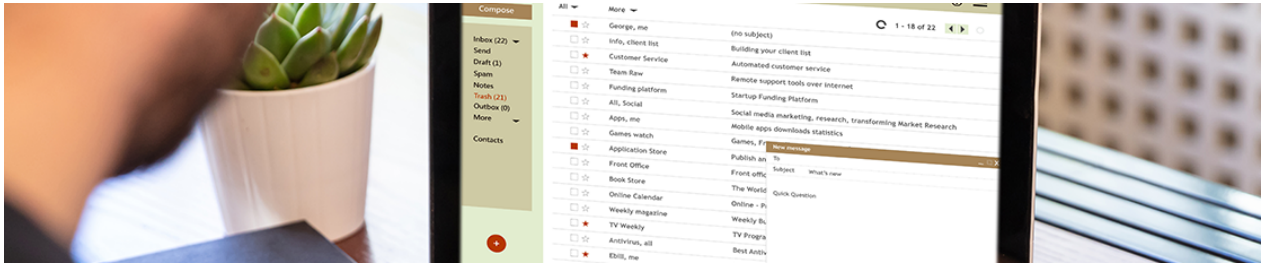 Compose
Inbox (22)
Send
Draft (1)
Spam
Notes
Trash (21)
Outbox (0)
More
Contacts
All
More
1 - 18 of 22
George, me (no subject)
Info, client list Building your client list
Customer Service Automated customer service
Team Raw Remote support tools over internet
Funding platform Startup Funding Platform
All, Social Social media marketing, research, transforming Market Research
Apps, me Mobile apps downloads statistics
Games watch Games,
Application Store Publish an
Front Office Front offic
Book Store The World
Online Calendar Online - P
Weekly magazine Weekly Bu
TV Weekly TV Progra
Antivirus, all Best Antiv
Ebill, me
New message
To
Subject What's new
Quick Question